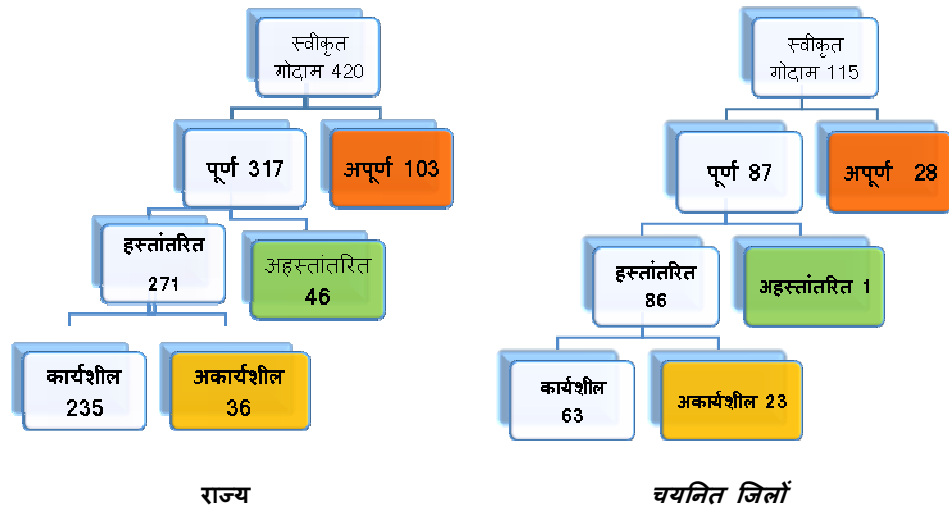 स्वीकृत
गोदाम 420
पूर्ण 317
अपूर्ण 103
हस्तांतरित
271
अहस्तांतरित
46
कार्यशील
235
अकार्यशील
36
राज्य
स्वीकृत
गोदाम 115
पूर्ण 87
अपूर्ण 28
हस्तांतरित
86
अहस्तांतरित 1
कार्यशील
63
अकार्यशील 23
चयनित जिलों